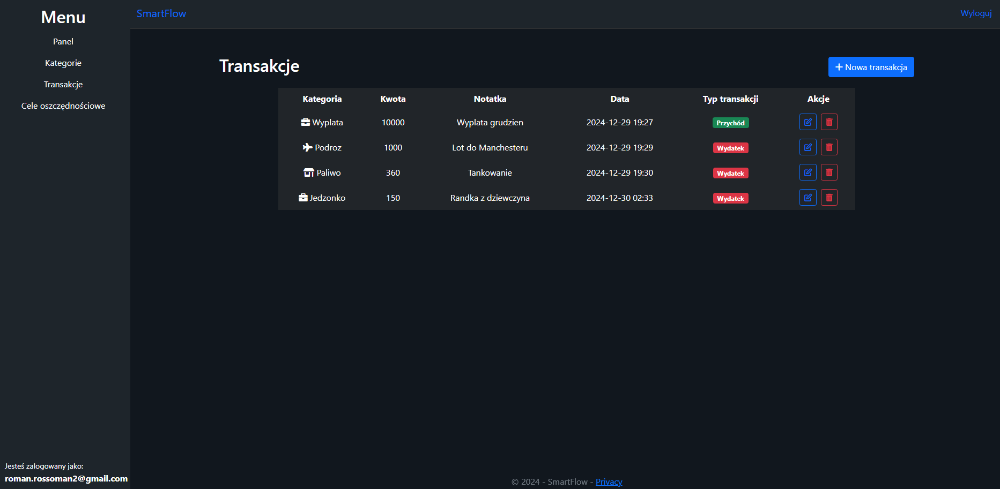 Menu
Panel
Kategorie
Transakcje
Cele oszczędnościowe
Jesteś zalogowany jako:
roman.rossoman2@gmail.com
SmartFlow
Wyloguj
Transakcje
Nowa transakcja
Kategoria Kwota Notatka Data Typ transakcji Akcje
Wyplata 10000 Wyplata grudzien 2024-12-29 19:27 Przychód
Podroz 1000 Lot do Manchesteru 2024-12-29 19:29 Wydatek
Paliwo 360 Tankowanie 2024-12-29 19:30 Wydatek
Jedzonko 150 Randka z dziewczyna 2024-12-30 02:33 Wydatek
© 2024 - SmartFlow - Privacy